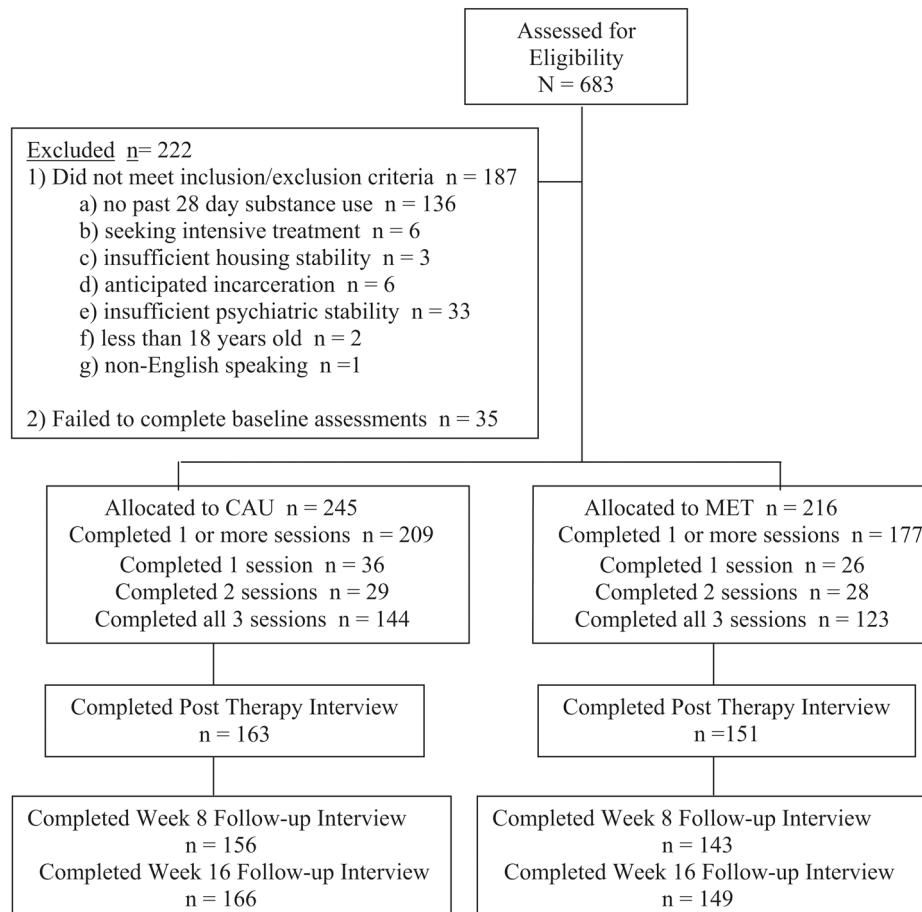 Assessed for
Eligibility
N = 683
Excluded n= 222
1) Did not meet inclusion/exclusion criteria n = 187
a) no past 28 day substance use n = 136
b) seeking intensive treatment n = 6
c) insufficient housing stability n = 3
d) anticipated incarceration n = 6
e) insufficient psychiatric stability n = 33
f) less than 18 years old n = 2
g) non-English speaking n =1
2) Failed to complete baseline assessments n = 35
Allocated to CAU n = 245
Completed 1 or more sessions n = 209
Completed 1 session n = 36
Completed 2 sessions n = 29
Completed all 3 sessions n = 144
Allocated to MET n = 216
Completed 1 or more sessions n = 177
Completed 1 session n = 26
Completed 2 sessions n = 28
Completed all 3 sessions n = 123
Completed Post Therapy Interview
n = 163
Completed Post Therapy Interview
n =151
Completed Week 8 Follow-up Interview
n = 156
Completed Week 16 Follow-up Interview
n = 166
Completed Week 8 Follow-up Interview
n = 143
Completed Week 16 Follow-up Interview
n = 149